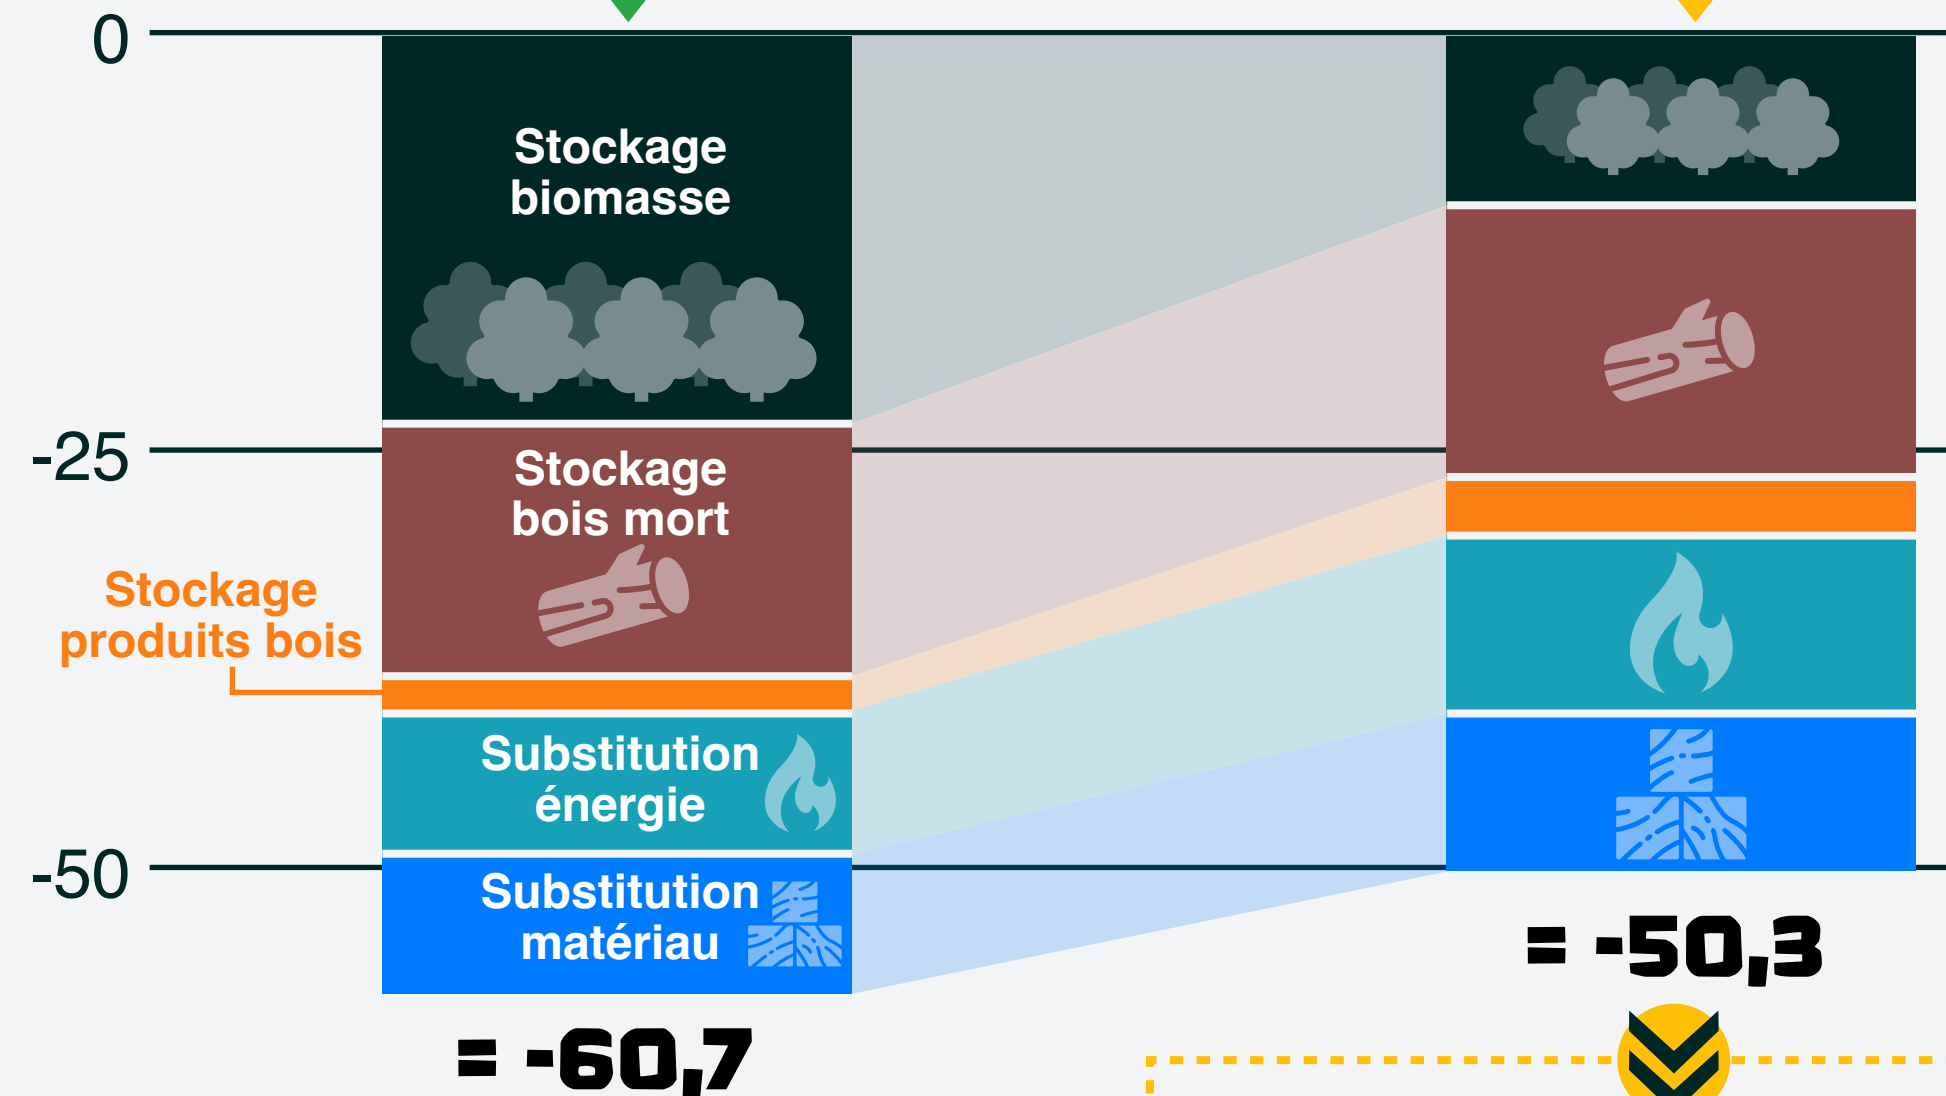 0
Stockage
biomasse
-25
Stockage
bois mort
Stockage
produits bois
Substitution
énergie
-50
Substitution
matériau
= -50,3
= -60,7